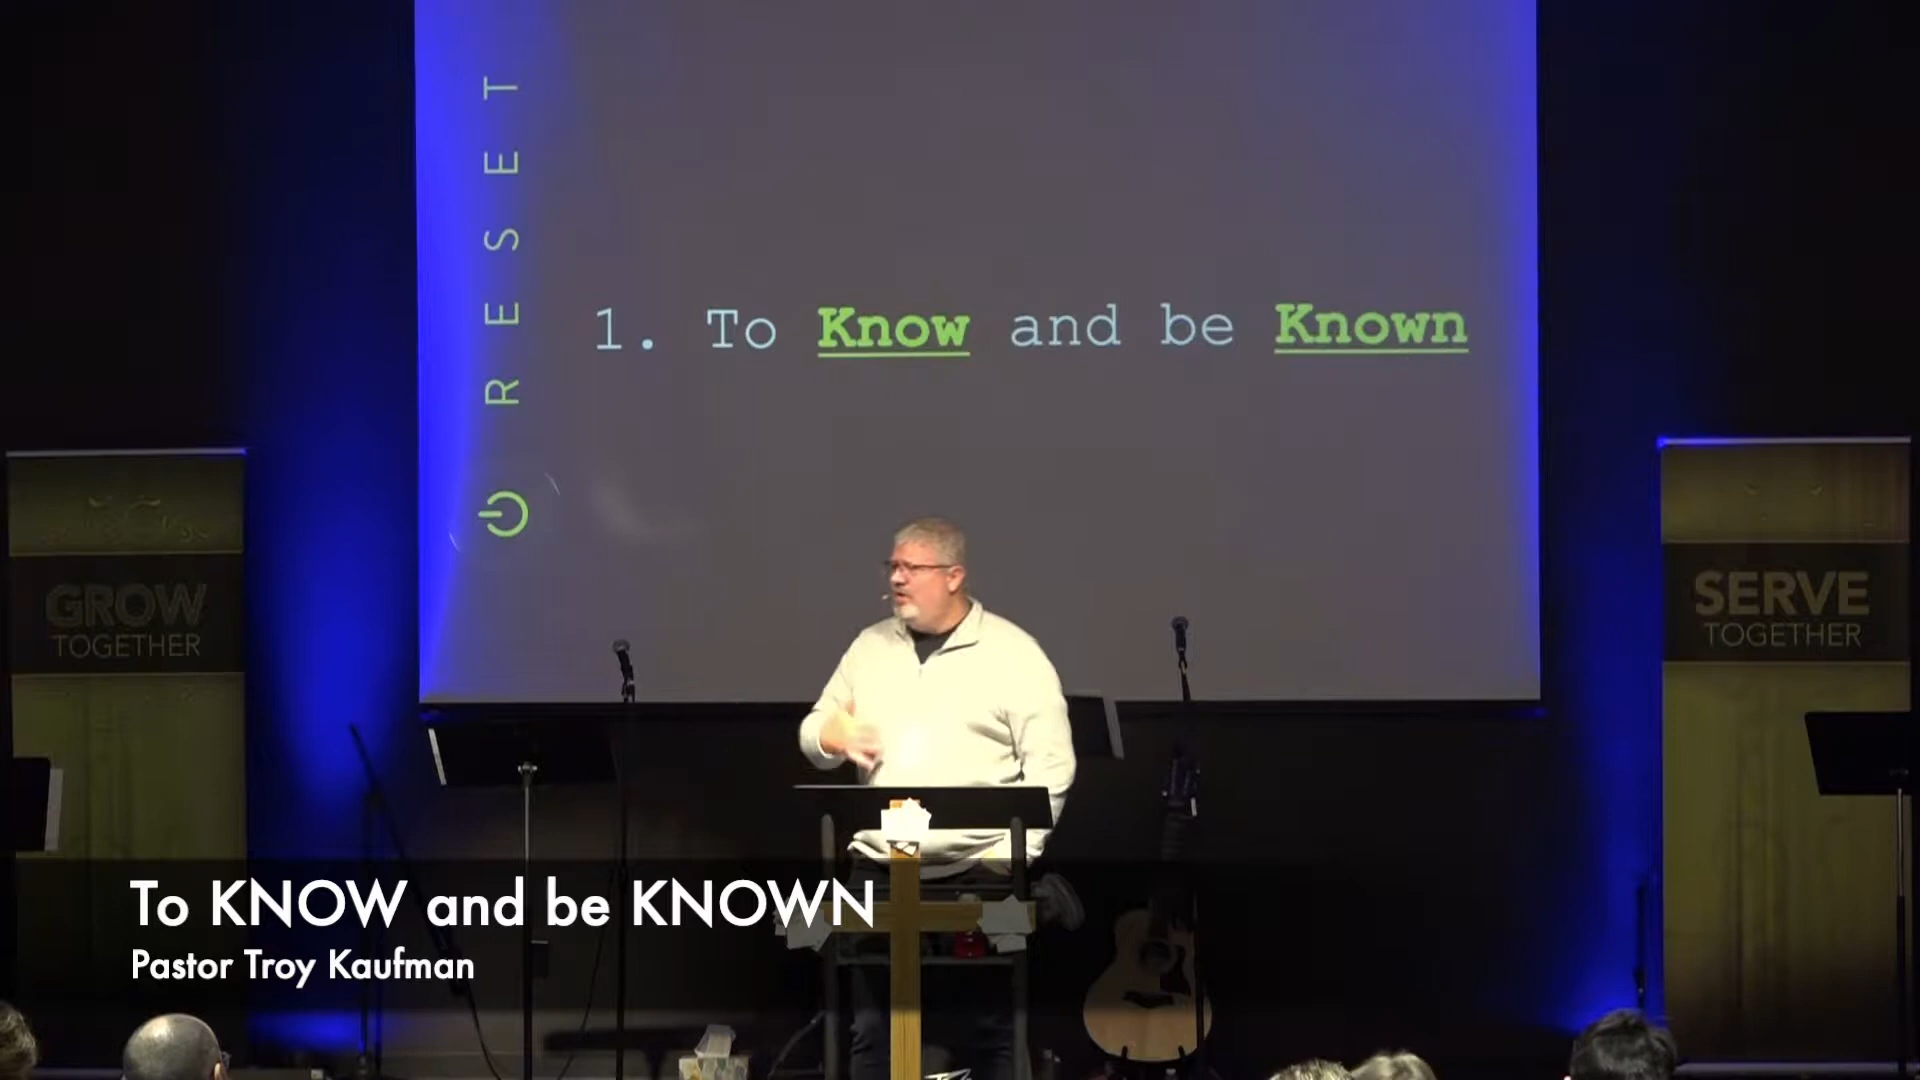 RESET
1. To Know and be Known
GROW
TOGETHER
SERVE
TOGETHER
To KNOW and be KNOWN
Pastor Troy Kaufman